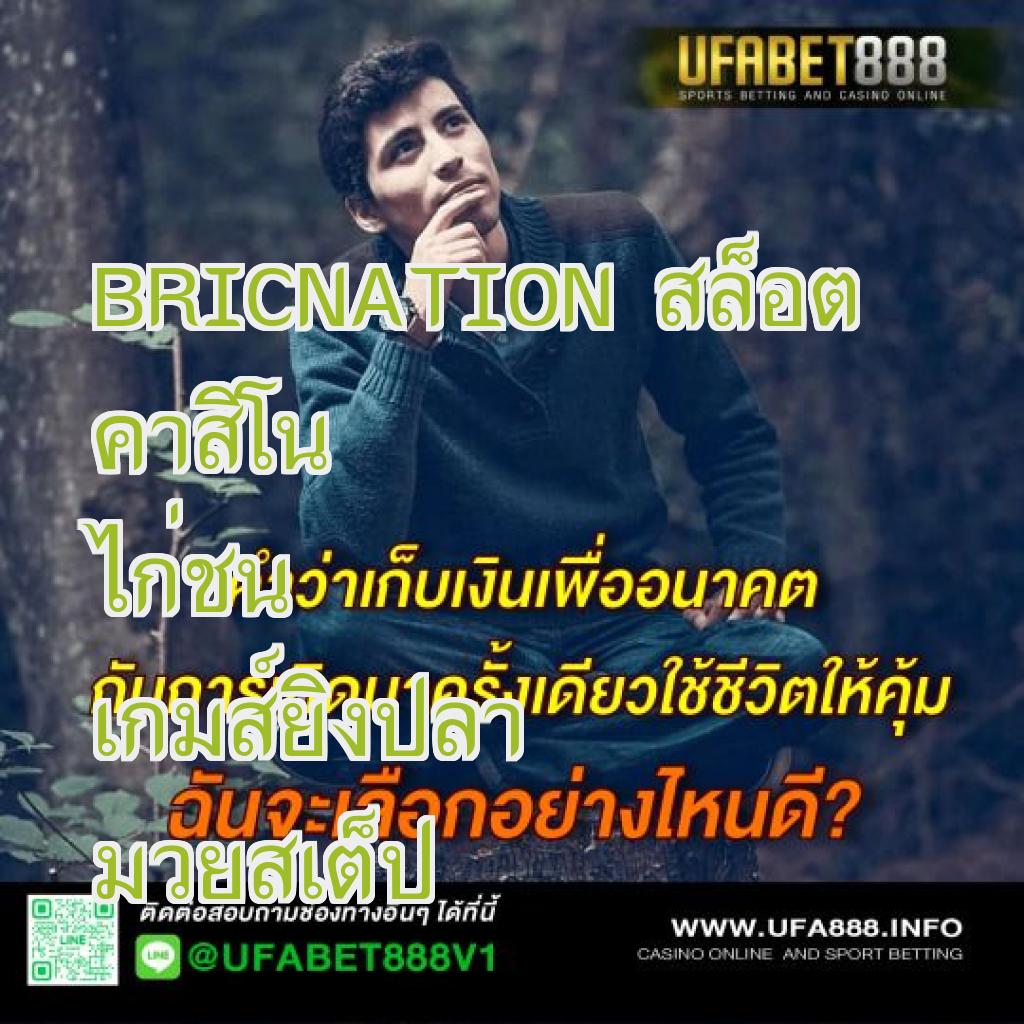 UFABET888
SPORTS BETTING AND CASINO ONLINE
BRICNATION สล็อต
คาสิโน
ไก่ชน
ว่าเก็บเงินเพื่ออนาคต
เกมส์ยิงปลา
ครั้งเดียวใช้ชีวิตให้คุ้ม
ฉันจะเลือกอย่างไหนดี?
มวยสเต็ป
ติดต่อสอบถามช่องทางอื่นๆ ได้ที่นี้
LINE
LINE
@UFABET888V1
WWW.UFA888.INFO
CASINO ONLINE AND SPORT BETTING